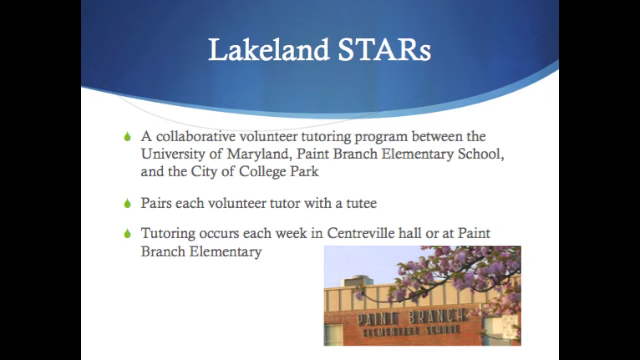 Lakeland STARs
A collaborative volunteer tutoring program between the
University of Maryland, Paint Branch Elementary School,
and the City of College Park
Pairs each volunteer tutor with a tutee
Tutoring occurs each week in Centreville hall or at Paint
Branch Elementary
PAINT BRANCH
ELEMENTARY SCHOOL